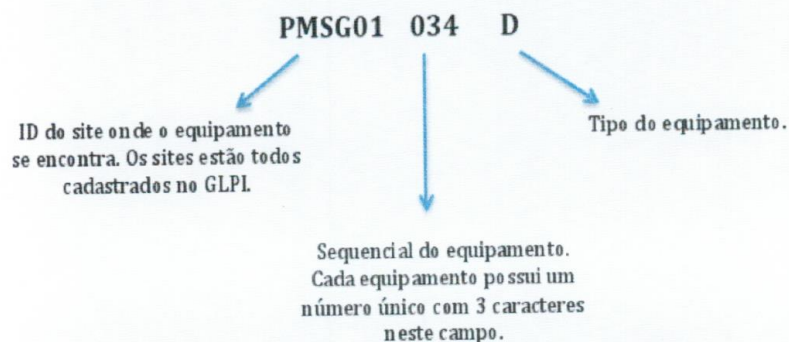 PMSG01 034 D
ID do site onde o equipamento
se encontra. Os sites estão todos
cadastrados no GLPI.
Tipo do equipamento.
Sequencial do equipamento.
Cada equipamento possui um
número único com 3 caracteres
neste campo.